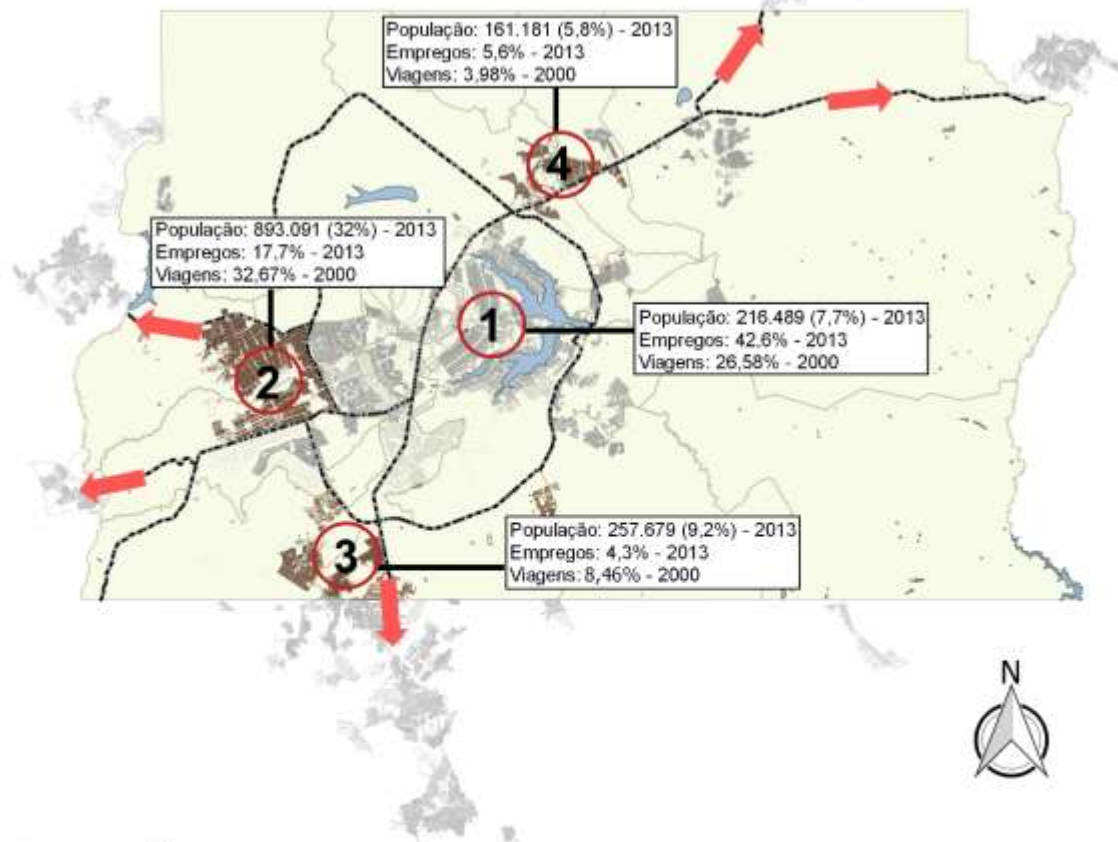 População: 161.181 (5,8%) - 2013
Empregos: 5,6% - 2013
Viagens: 3,98% - 2000
4
População: 893.091 (32%) - 2013
Empregos: 17,7% - 2013
Viagens: 32,67% - 2000
1
População: 216.489 (7,7%) - 2013
Empregos: 42,6% - 2013
Viagens: 26,58% - 2000
2
População: 257.679 (9,2%) - 2013
Empregos: 4,3% - 2013
Viagens: 8,46% - 2000
3
N